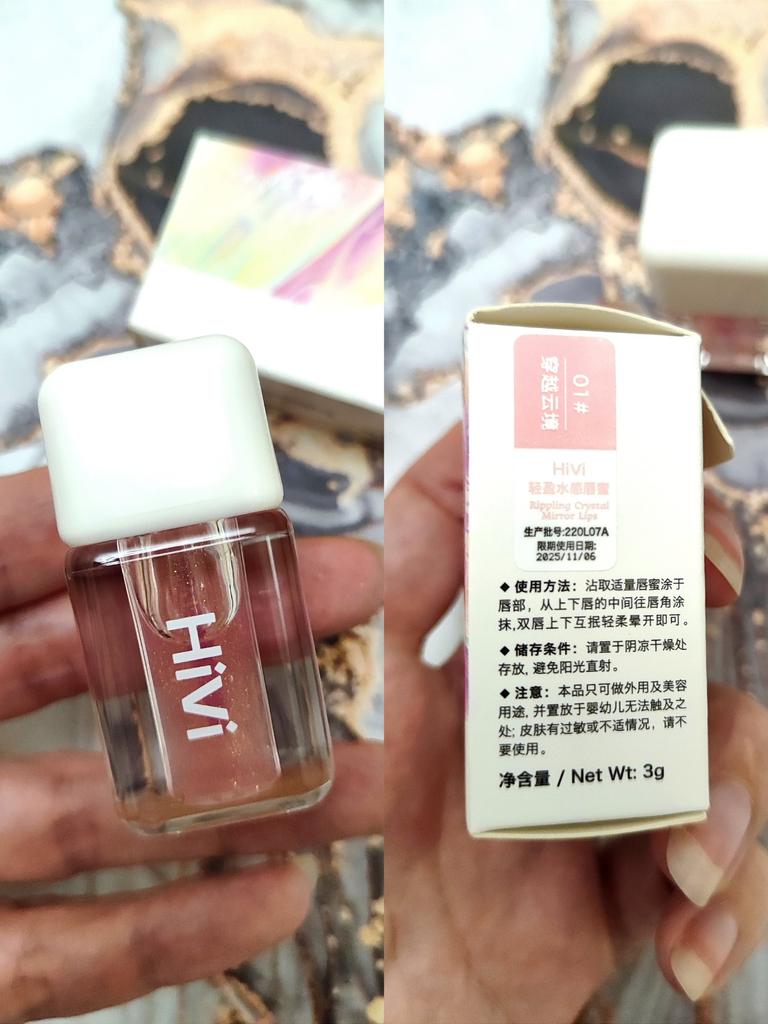 HiVi
01#
穿越云境
HiVi
轻盈水感唇蜜
Rippling Crystal
Mirror Lips
生产批号:220L07A
限期使用日期:
2025/11/06
◆ 使用方法：沾取适量唇蜜涂于
唇部，从上下唇的中间往唇角涂
抹,双唇上下互抿轻柔晕开即可。
◆ 储存条件：请置于阴凉干燥处
存放, 避免阳光直射。
◆ 注意：本品只可做外用及美容
用途, 并置放于婴幼儿无法触及之
处; 皮肤有过敏或不适情况，请不
要使用。
净含量 / Net Wt: 3g